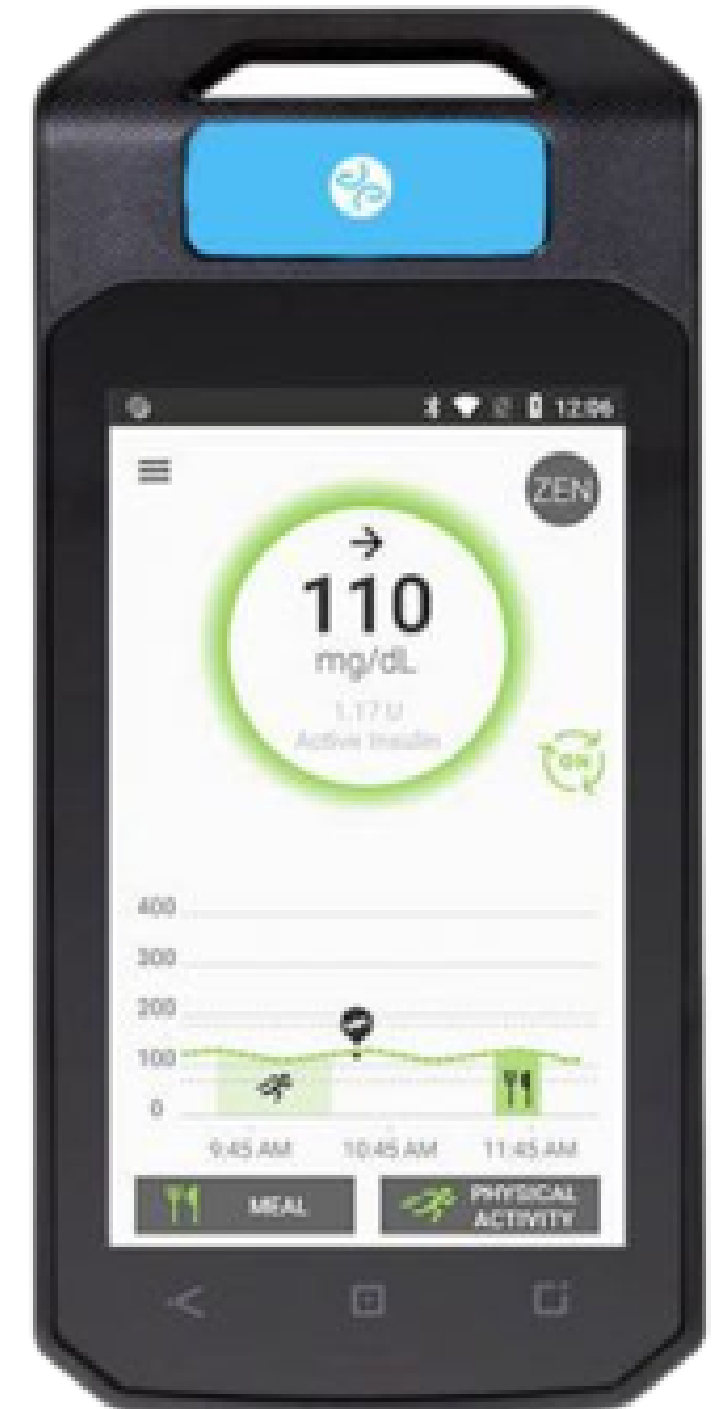 12:06
ZEN
110
mg/dL
1.17 U
Active Insulin
ON
400
300
200
100
0
9:45 AM 10:45 AM 11:45 AM
MEAL
PHYSICAL
ACTIVITY